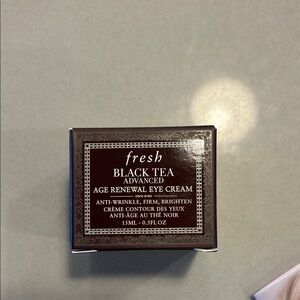 fresh
BLACK TEA
ADVANCED
AGE RENEWAL EYE CREAM
ANTI-WRINKLE, FIRM, BRIGHTEN
CRÈME CONTOUR DES YEUX
ANTI-ÂGE AU THÉ NOIR
15ML - 0.5FL OZ